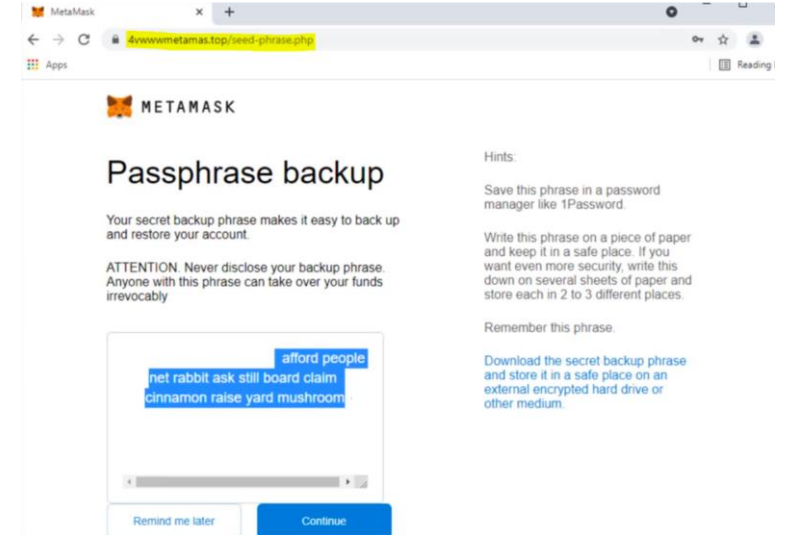 MetaMask
4vwwwmetamas.top/seed-phrase.php
Apps
Reading
METAMASK
Passphrase backup
Your secret backup phrase makes it easy to back up
and restore your account.
ATTENTION. Never disclose your backup phrase.
Anyone with this phrase can take over your funds
irrevocably
afford people
net rabbit ask still board claim
cinnamon raise yard mushroom
Remind me later
Continue
Hints:
Save this phrase in a password
manager like 1Password.
Write this phrase on a piece of paper
and keep it in a safe place. If you
want even more security, write this
down on several sheets of paper and
store each in 2 to 3 different places.
Remember this phrase.
Download the secret backup phrase
and store it in a safe place on an
external encrypted hard drive or
other medium.